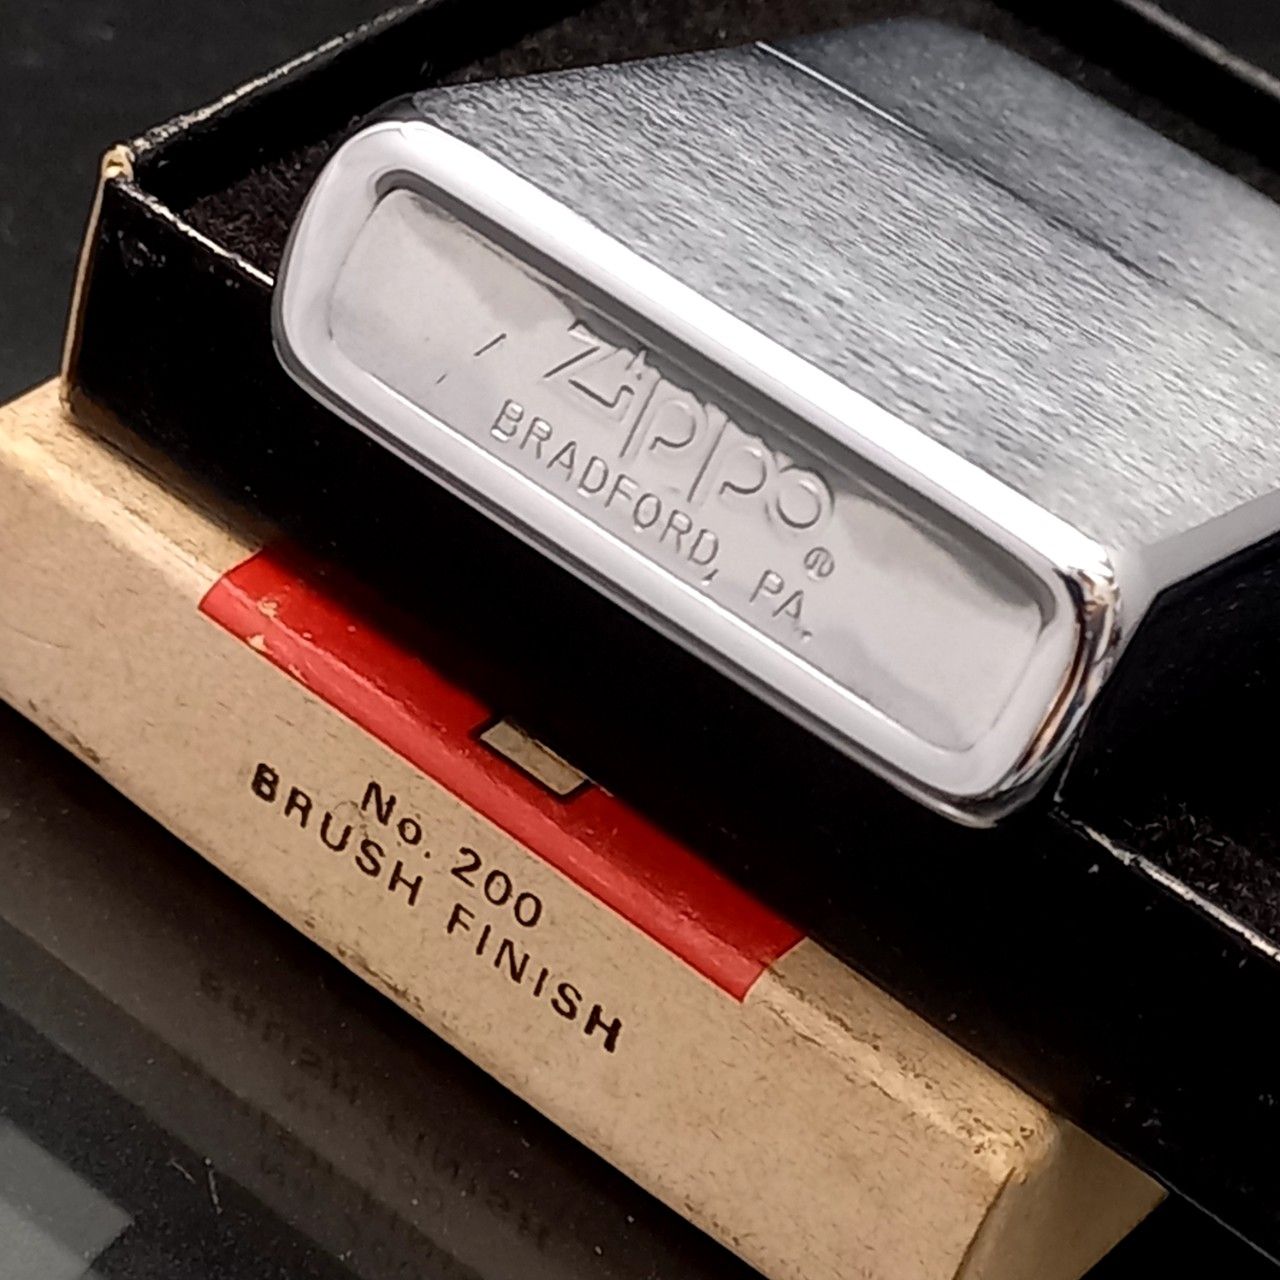 Zippo®
BRADFORD, PA.
No. 200
BRUSH FINISH